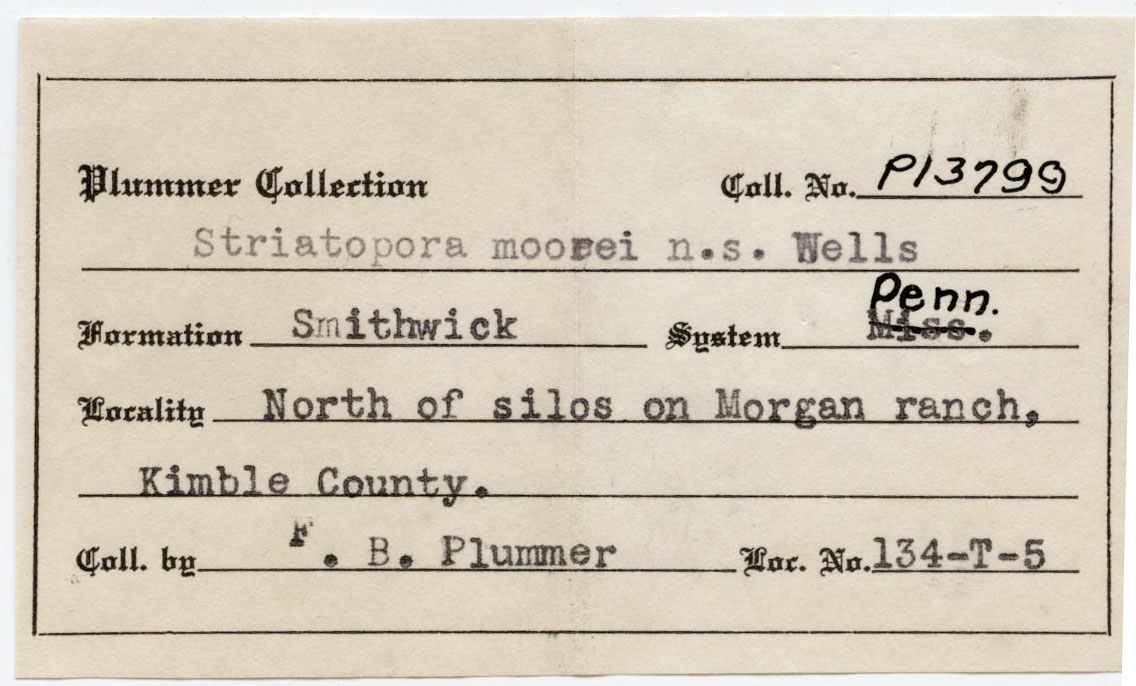 Plummer Collection Coll. No. P13799
Striatopora moorei n.s. Wells
Penn.
Formation Smithwick System Miss.
Locality North of silos on Morgan ranch,
Kimble County.
Coll. by F. B. Plummer Loc. No. 134-T-5